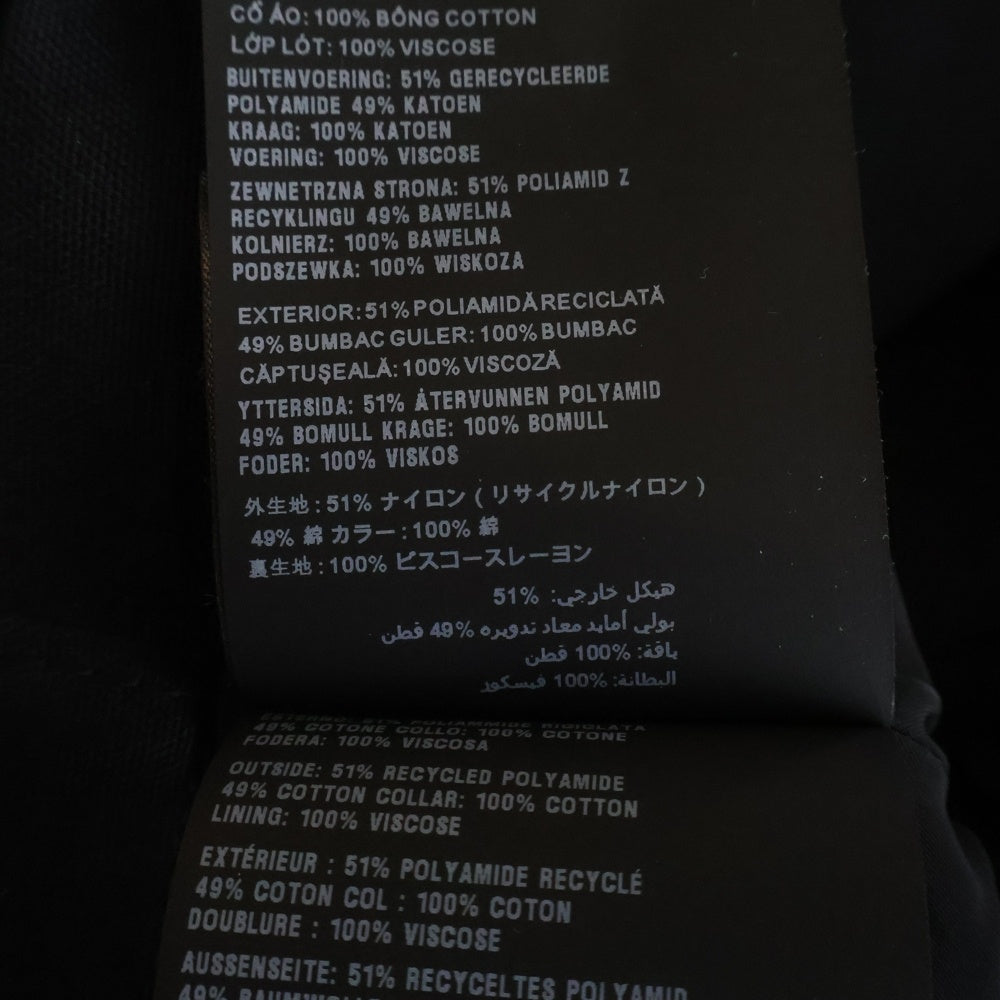 CỔ ÁO: 100% BÔNG COTTON
LỚP LÓT: 100% VISCOSE
BUITENVOERING: 51% GERECYCLEERDE
POLYAMIDE 49% KATOEN
KRAAG: 100% KATOEN
VOERING: 100% VISCOSE
ZEWNETRZNA STRONA: 51% POLIAMID Z
RECYKLINGU 49% BAWELNA
KOLNIERZ: 100% BAWELNA
PODSZEWKA: 100% WISKOZA
EXTERIOR: 51% POLIAMIDĂ RECICLATĂ
49% BUMBAC GULER: 100% BUMBAC
CĂPTUȘEALĂ: 100% VISCOZĂ
YTTERSIDA: 51% ÅTERVUNNEN POLYAMID
49% BOMULL KRAGE: 100% BOMULL
FODER: 100% VISKOS
外生地 : 51% ナイロン ( リサイクルナイロン )
49% 綿 カラー : 100% 綿
裏生地 : 100% ビスコースレーヨン
هيكل خارجي: 51%
بولي أمايد معاد تدويره 49% قطن
ياقة: 100% قطن
البطانة: 100% فيسكوز
ESTERNO: 51% POLIAMMIDE RICICLATA
49% COTONE COLLO: 100% COTONE
FODERA: 100% VISCOSA
OUTSIDE: 51% RECYCLED POLYAMIDE
49% COTTON COLLAR: 100% COTTON
LINING: 100% VISCOSE
EXTÉRIEUR : 51% POLYAMIDE RECYCLÉ
49% COTON COL : 100% COTON
DOUBLURE : 100% VISCOSE
AUSSENSEITE: 51% RECYCELTES POLYAMID
49% BAUMWOLLE